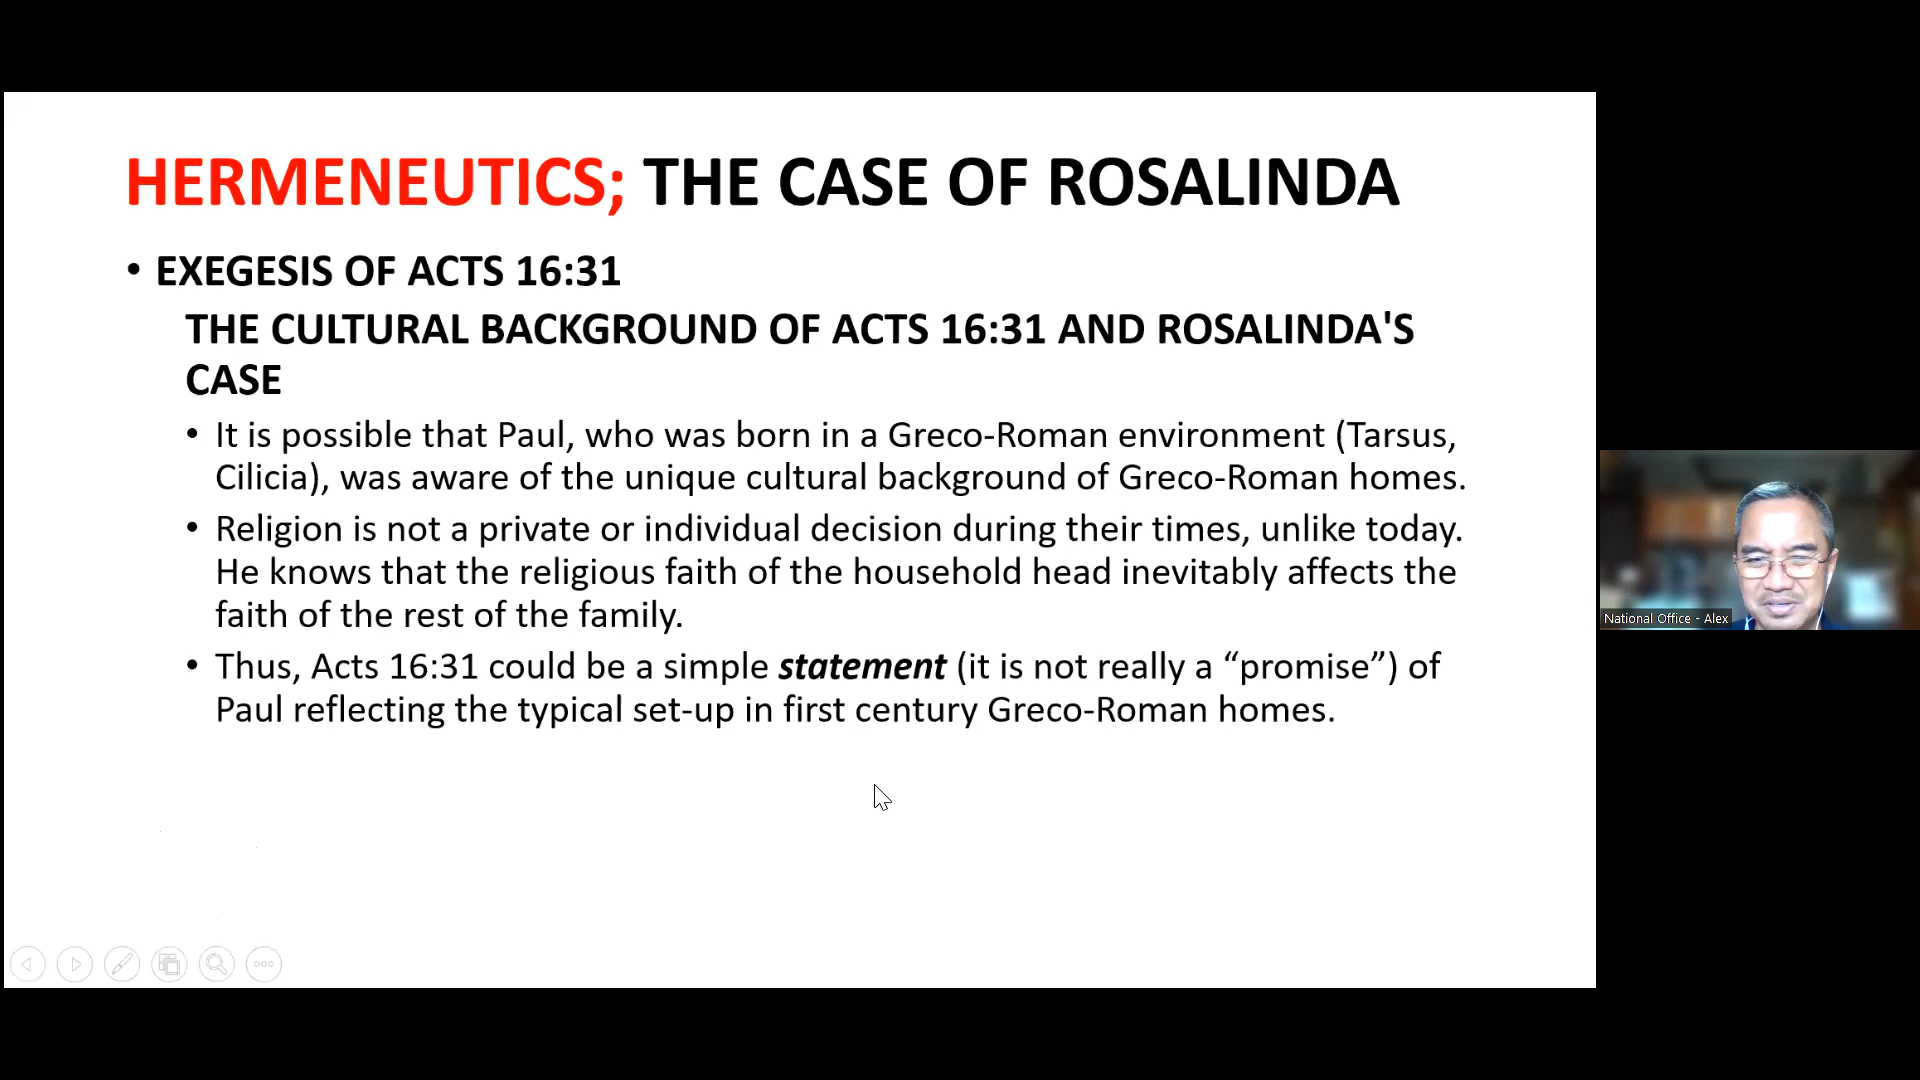 HERMENEUTICS; THE CASE OF ROSALINDA
• EXEGESIS OF ACTS 16:31
THE CULTURAL BACKGROUND OF ACTS 16:31 AND ROSALINDA'S
CASE
• It is possible that Paul, who was born in a Greco-Roman environment (Tarsus,
Cilicia), was aware of the unique cultural background of Greco-Roman homes.
• Religion is not a private or individual decision during their times, unlike today.
He knows that the religious faith of the household head inevitably affects the
faith of the rest of the family.
• Thus, Acts 16:31 could be a simple statement (it is not really a “promise”) of
Paul reflecting the typical set-up in first century Greco-Roman homes.
National Office - Alex